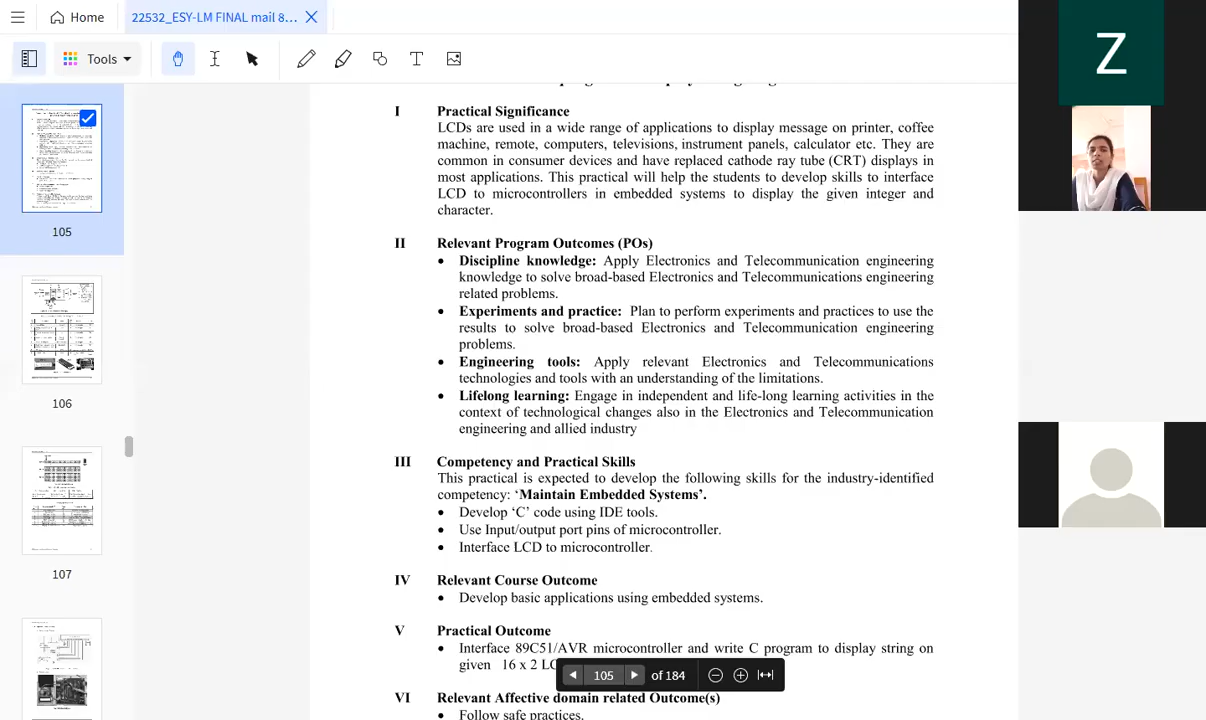 Home
22532_ESY-LM FINAL mail 8...
Tools
I Practical Significance
LCDs are used in a wide range of applications to display message on printer, coffee
machine, remote, computers, televisions, instrument panels, calculator etc. They are
common in consumer devices and have replaced cathode ray tube (CRT) displays in
most applications. This practical will help the students to develop skills to interface
LCD to microcontrollers in embedded systems to display the given integer and
character.
II Relevant Program Outcomes (POs)
• Discipline knowledge: Apply Electronics and Telecommunication engineering
knowledge to solve broad-based Electronics and Telecommunications engineering
related problems.
• Experiments and practice: Plan to perform experiments and practices to use the
results to solve broad-based Electronics and Telecommunication engineering
problems.
• Engineering tools: Apply relevant Electronics and Telecommunications
technologies and tools with an understanding of the limitations.
• Lifelong learning: Engage in independent and life-long learning activities in the
context of technological changes also in the Electronics and Telecommunication
engineering and allied industry
III Competency and Practical Skills
This practical is expected to develop the following skills for the industry-identified
competency: ‘Maintain Embedded Systems’.
• Develop ‘C’ code using IDE tools.
• Use Input/output port pins of microcontroller.
• Interface LCD to microcontroller.
IV Relevant Course Outcome
• Develop basic applications using embedded systems.
V Practical Outcome
• Interface 89C51/AVR microcontroller and write C program to display string on
given 16 x 2 LC
VI Relevant Affective domain related Outcome(s)
• Follow safe practices.
105
106
107
105 of 184
Z